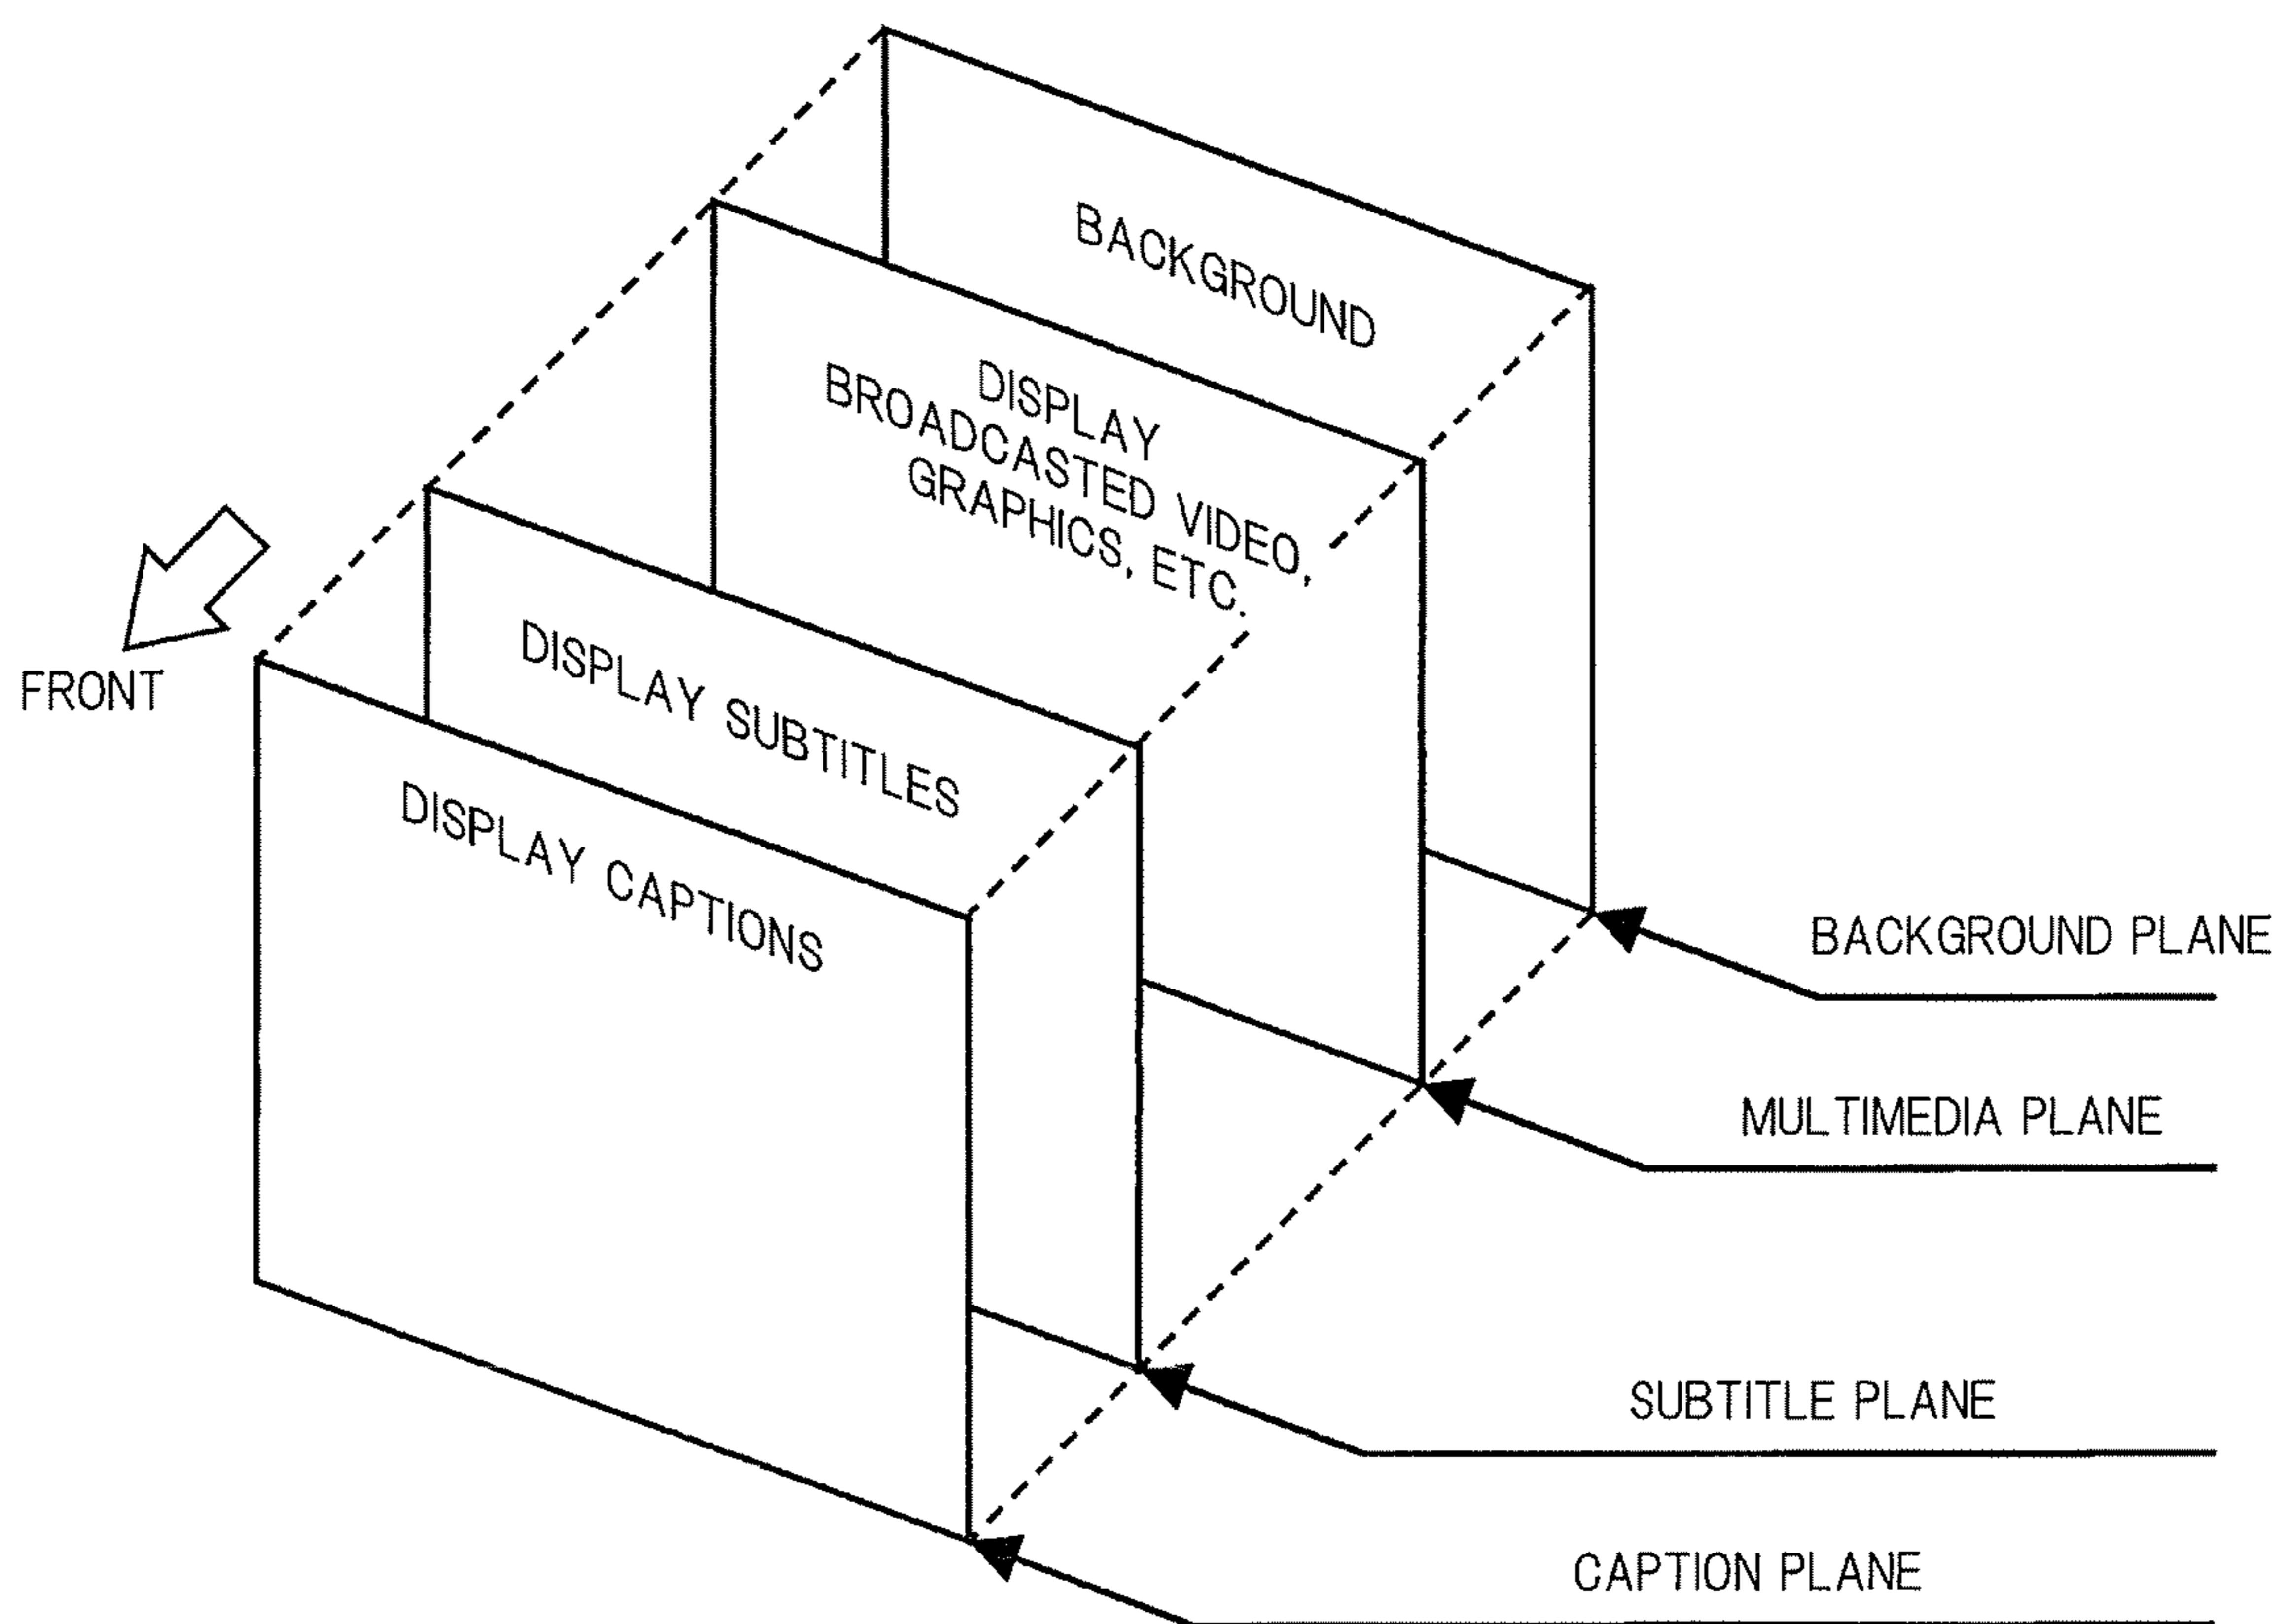 BACKGROUND
DISPLAY
BROADCASTED VIDEO,
GRAPHICS, ETC.
DISPLAY SUBTITLES
DISPLAY CAPTIONS
FRONT
BACKGROUND PLANE
MULTIMEDIA PLANE
SUBTITLE PLANE
CAPTION PLANE